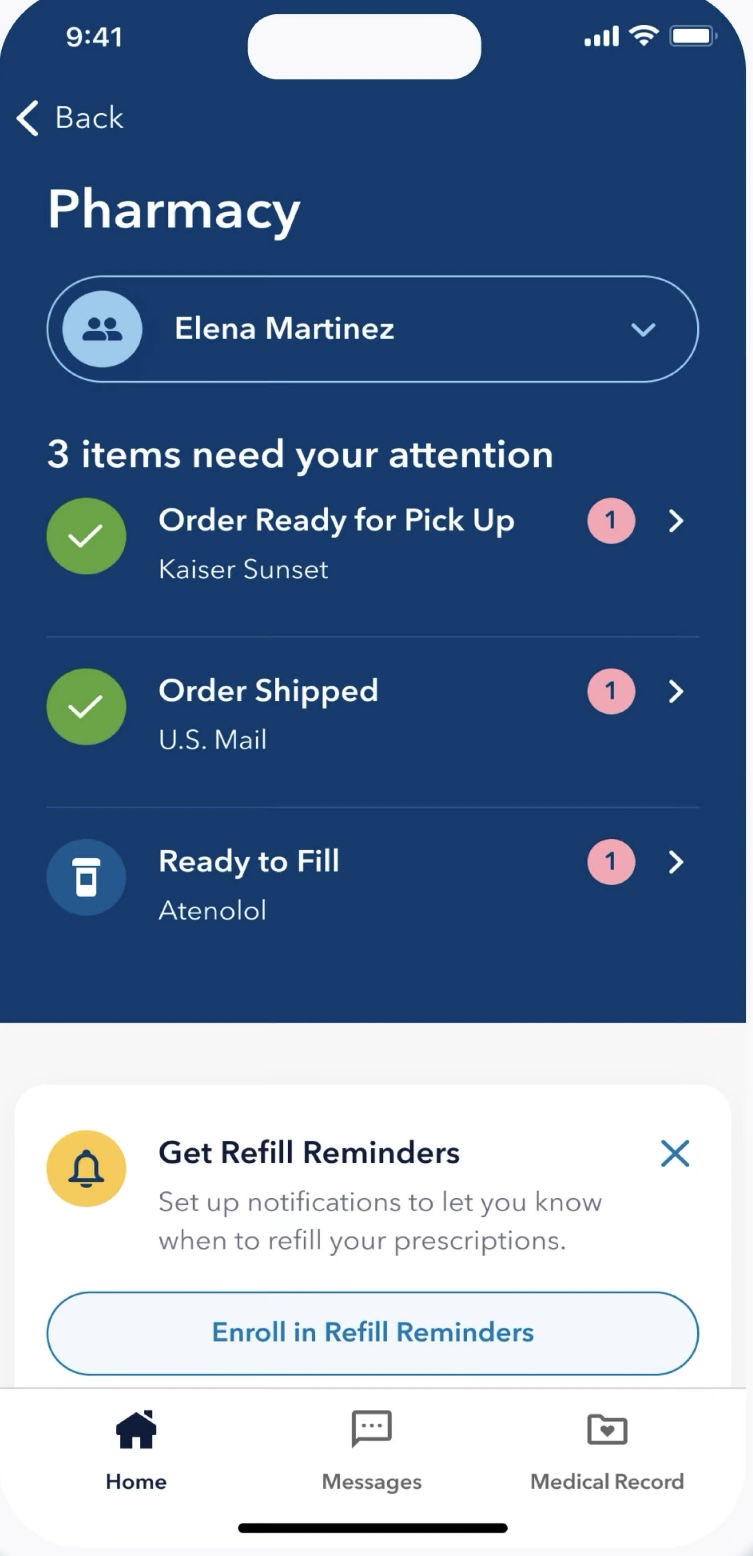 9:41
Back
Pharmacy
Elena Martinez
3 items need your attention
Order Ready for Pick Up
1
Kaiser Sunset
Order Shipped
1
U.S. Mail
Ready to Fill
1
Atenolol
Get Refill Reminders
Set up notifications to let you know
when to refill your prescriptions.
Enroll in Refill Reminders
Home
Messages
Medical Record